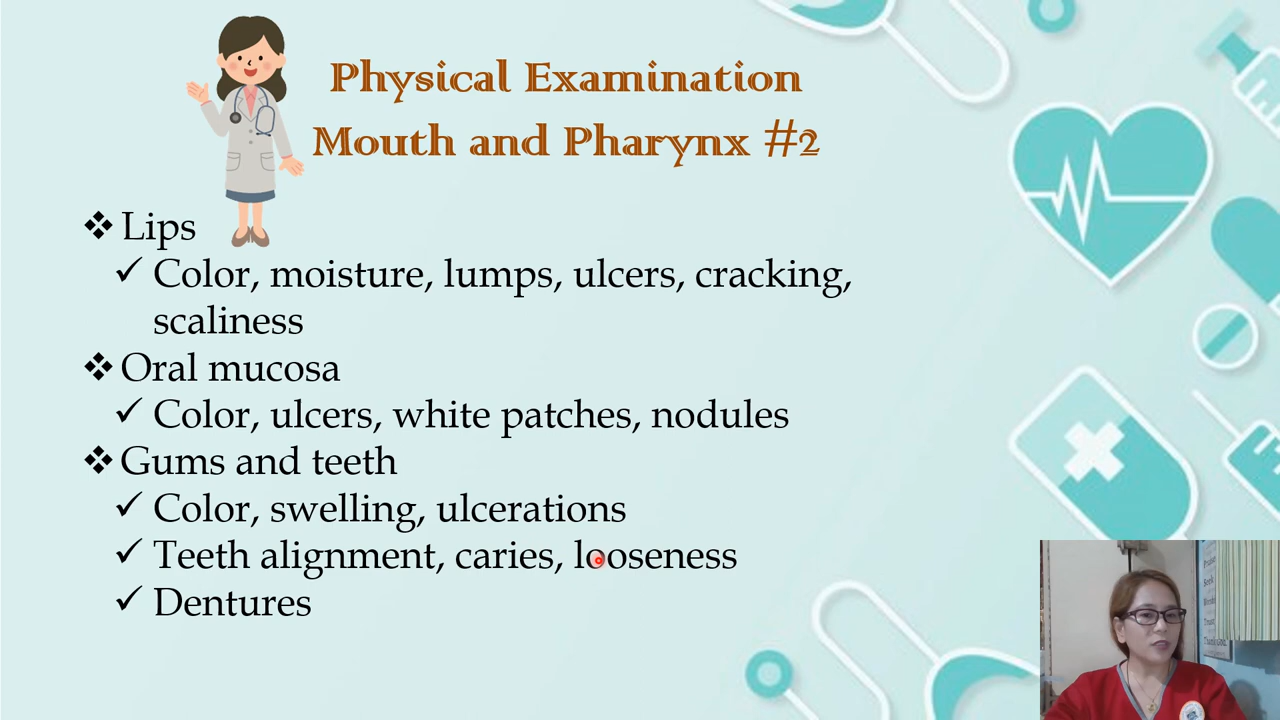 Physical Examination
Mouth and Pharynx #2
❖ Lips
✓ Color, moisture, lumps, ulcers, cracking,
scaliness
❖ Oral mucosa
✓ Color, ulcers, white patches, nodules
❖ Gums and teeth
✓ Color, swelling, ulcerations
✓ Teeth alignment, caries, looseness
✓ Dentures